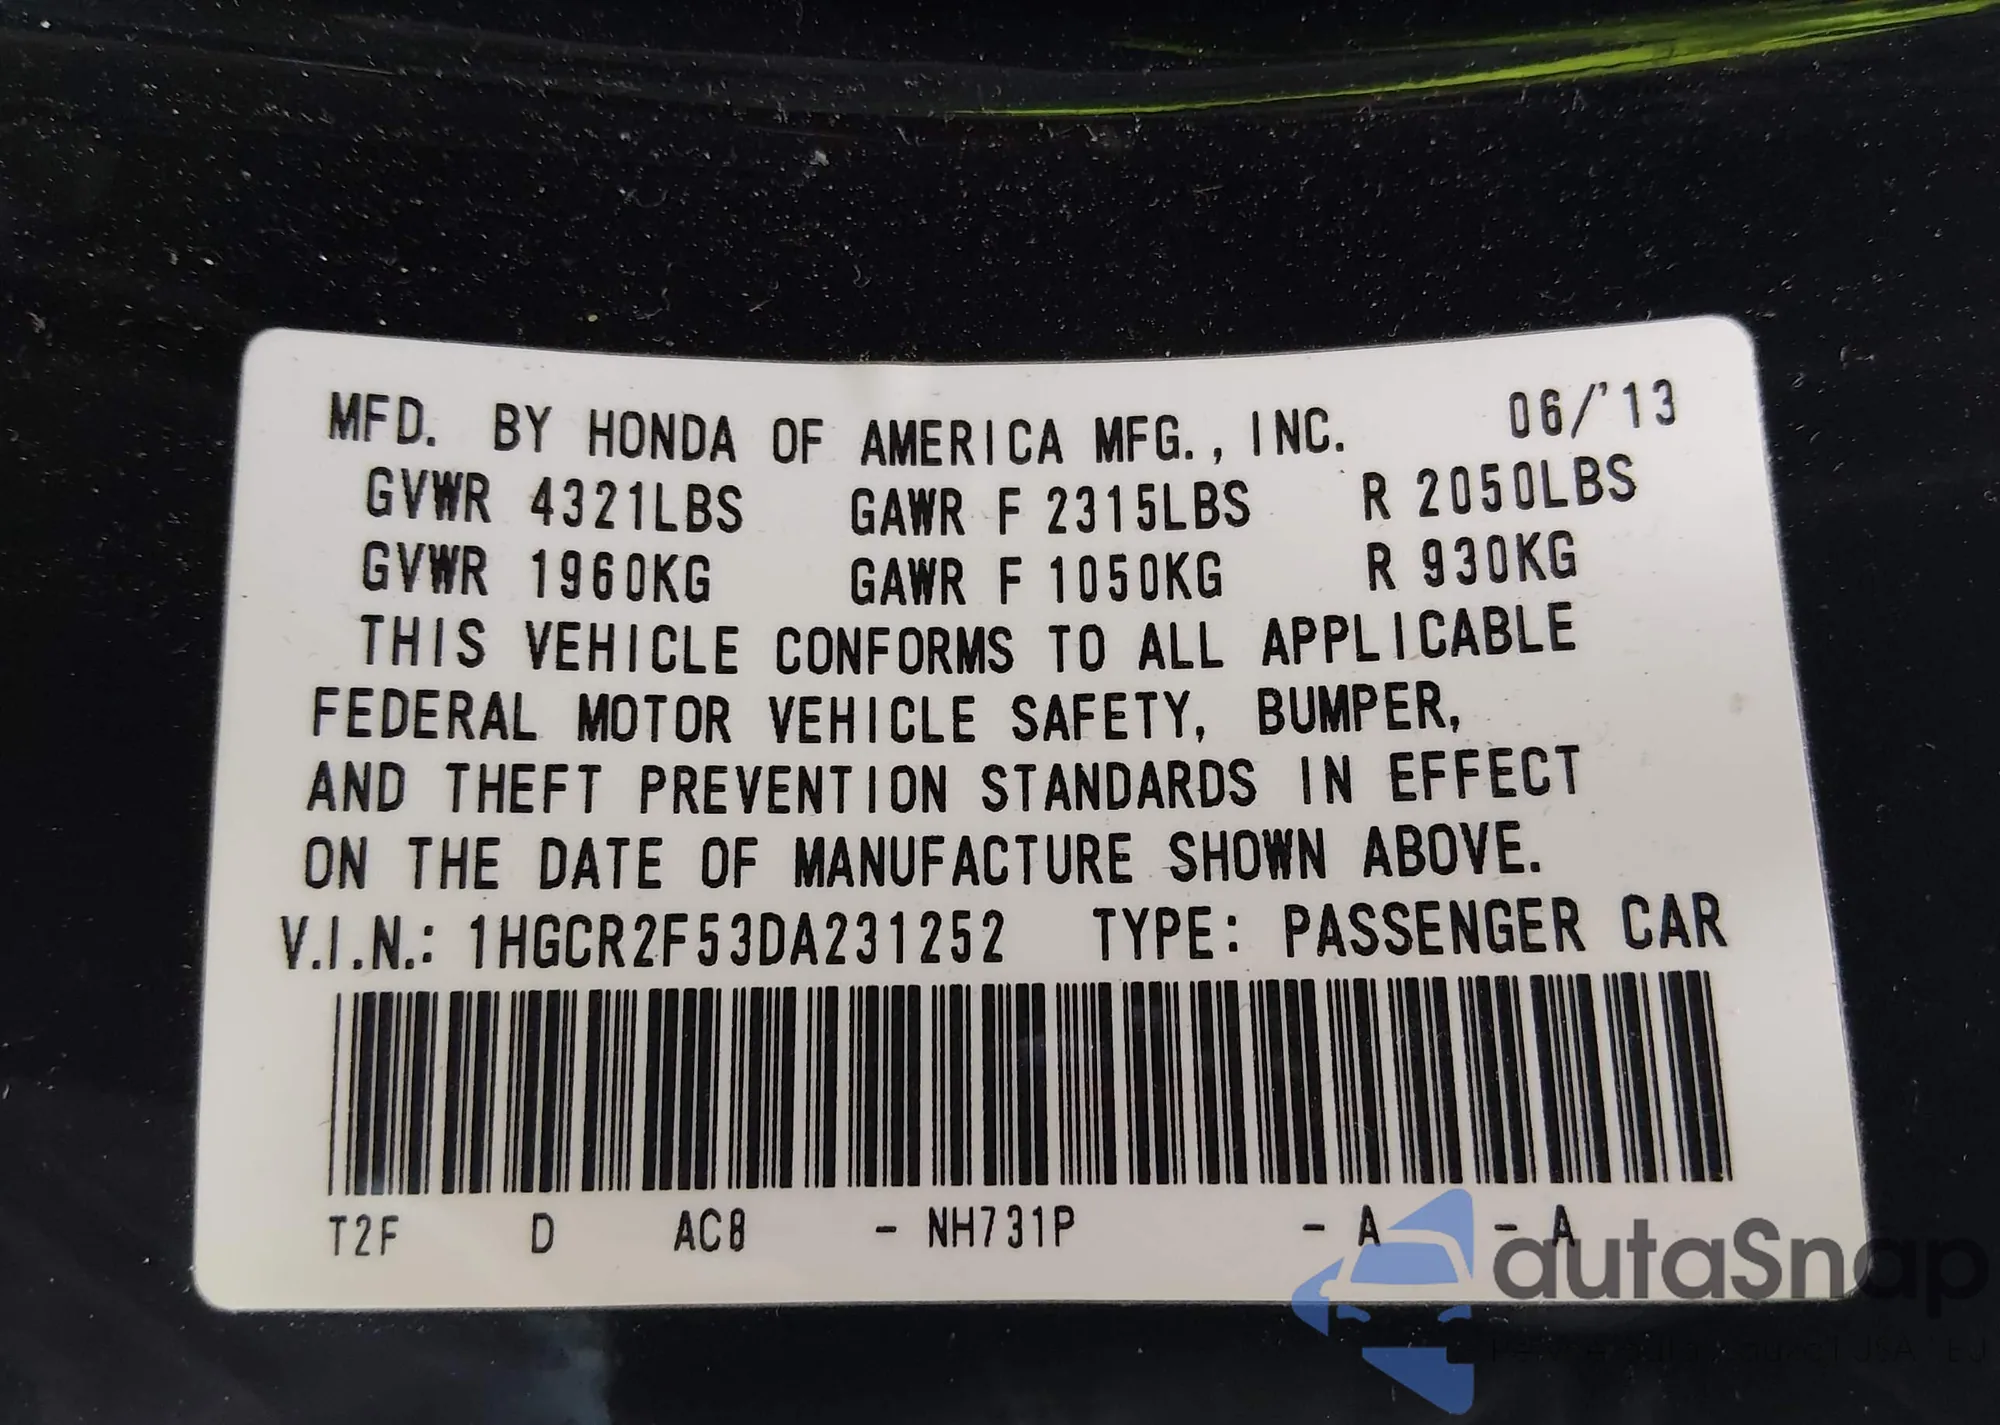 MFD. BY HONDA OF AMERICA MFG., INC. 06/'13
GVWR 4321LBS GAWR F 2315LBS R 2050LBS
GVWR 1960KG GAWR F 1050KG R 930KG
THIS VEHICLE CONFORMS TO ALL APPLICABLE
FEDERAL MOTOR VEHICLE SAFETY, BUMPER,
AND THEFT PREVENTION STANDARDS IN EFFECT
ON THE DATE OF MANUFACTURE SHOWN ABOVE.
V.I.N.: 1HGCR2F53DA231252 TYPE: PASSENGER CAR
T2F D AC8 - NH731P - A - A
autaSnap